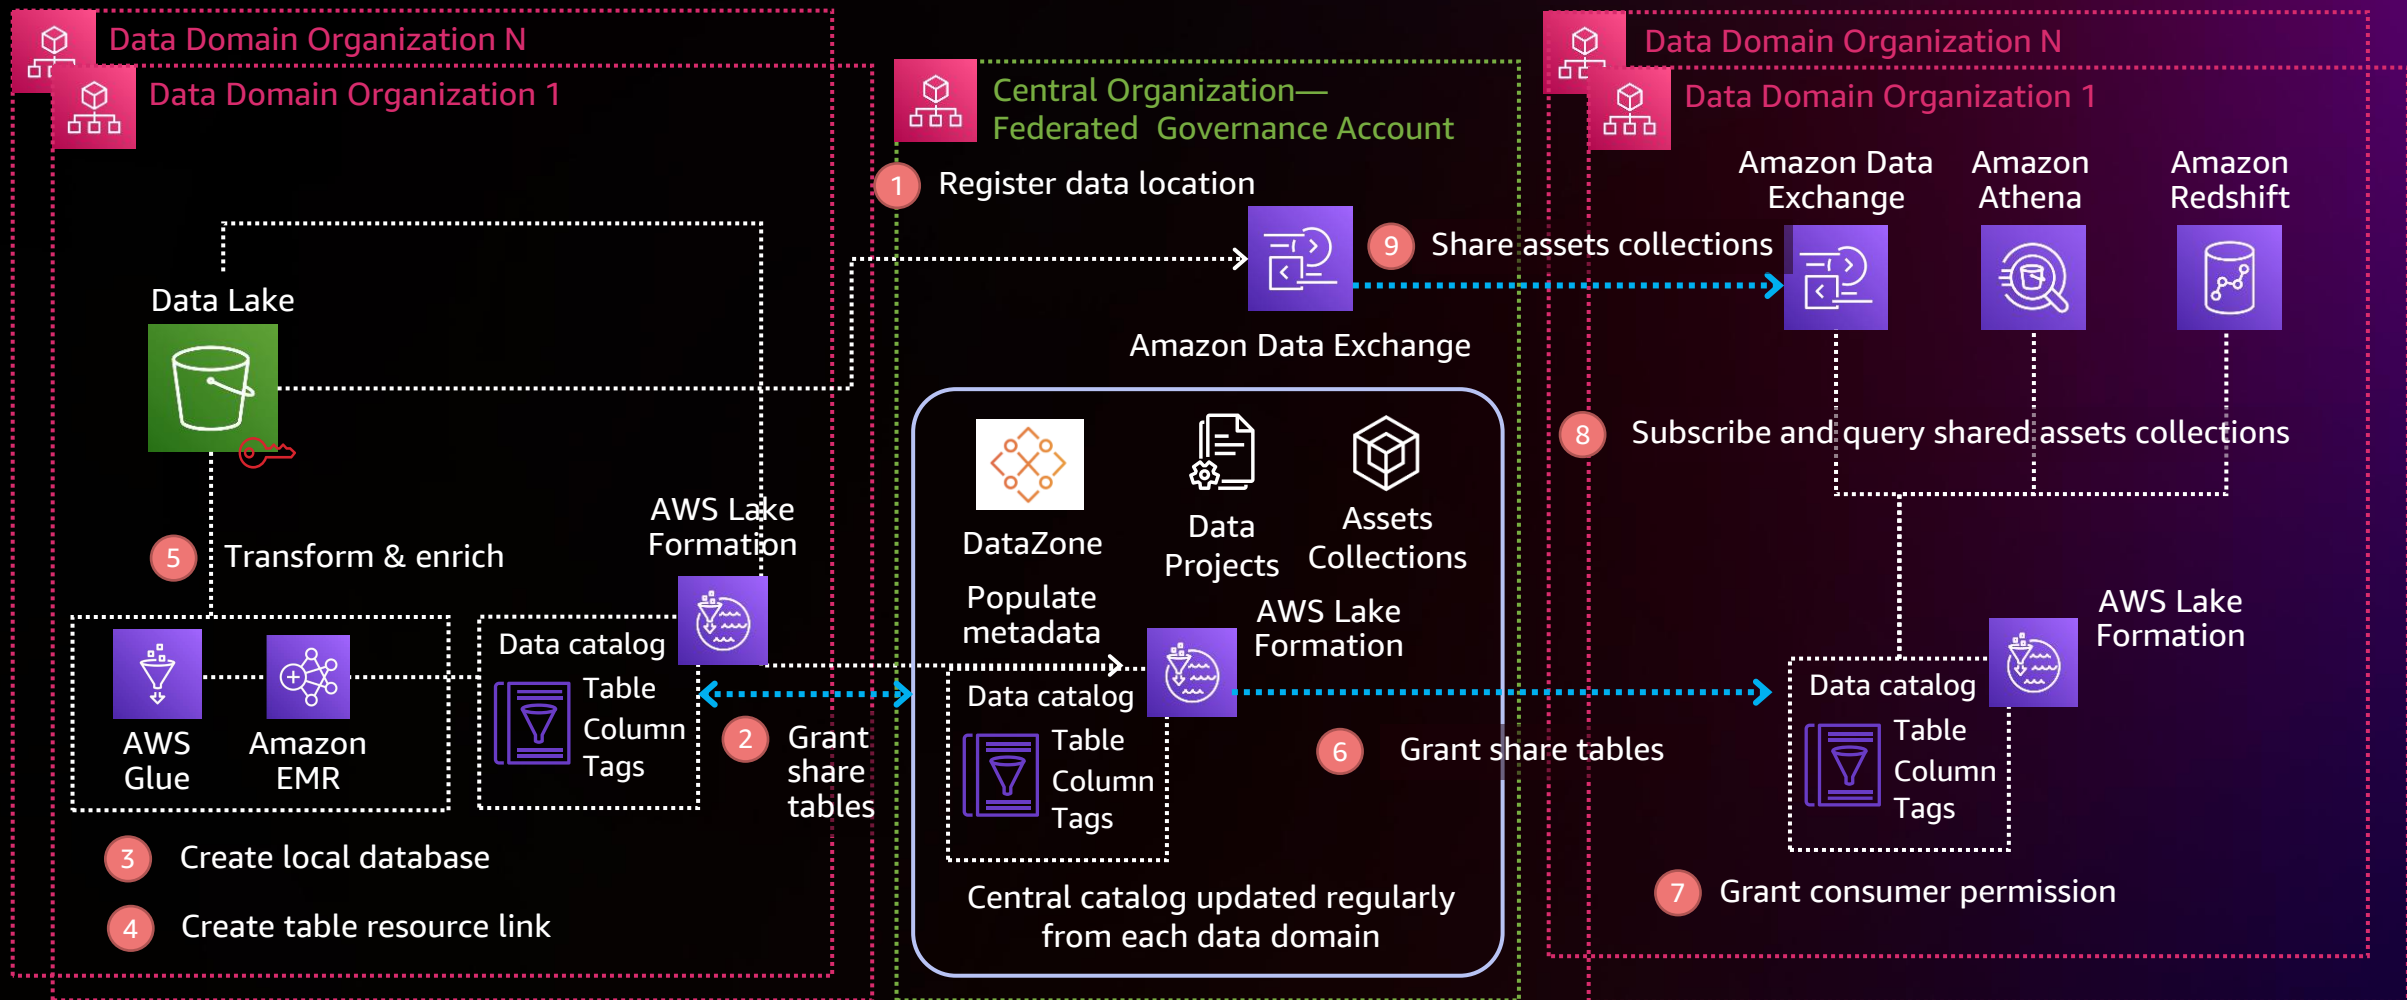 Data Domain Organization N
Data Domain Organization 1
Data Lake
5
Transform & enrich
AWS Lake
Formation
AWS
Glue
Amazon
EMR
Data catalog
Table
Column
Tags
2
Grant
share
tables
3
Create local database
4
Create table resource link
Central Organization—
Federated Governance Account
1
Register data location
Amazon Data Exchange
9
Share assets collections
DataZone
Data
Projects
Assets
Collections
Populate
metadata
AWS Lake
Formation
Data catalog
Table
Column
Tags
6
Grant share tables
Central catalog updated regularly
from each data domain
Data Domain Organization N
Data Domain Organization 1
Amazon Data
Exchange
Amazon
Athena
Amazon
Redshift
8
Subscribe and query shared assets collections
AWS Lake
Formation
Data catalog
Table
Column
Tags
7
Grant consumer permission